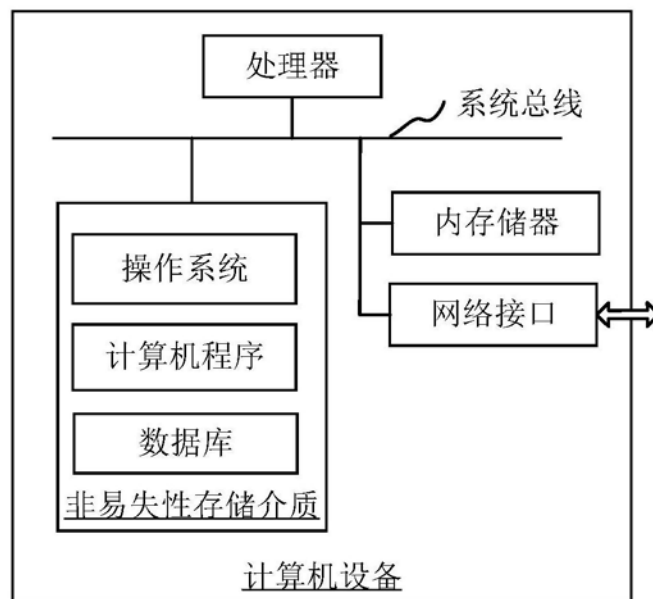 处理器
系统总线
内存储器
操作系统
网络接口
计算机程序
数据库
非易失性存储介质
计算机设备